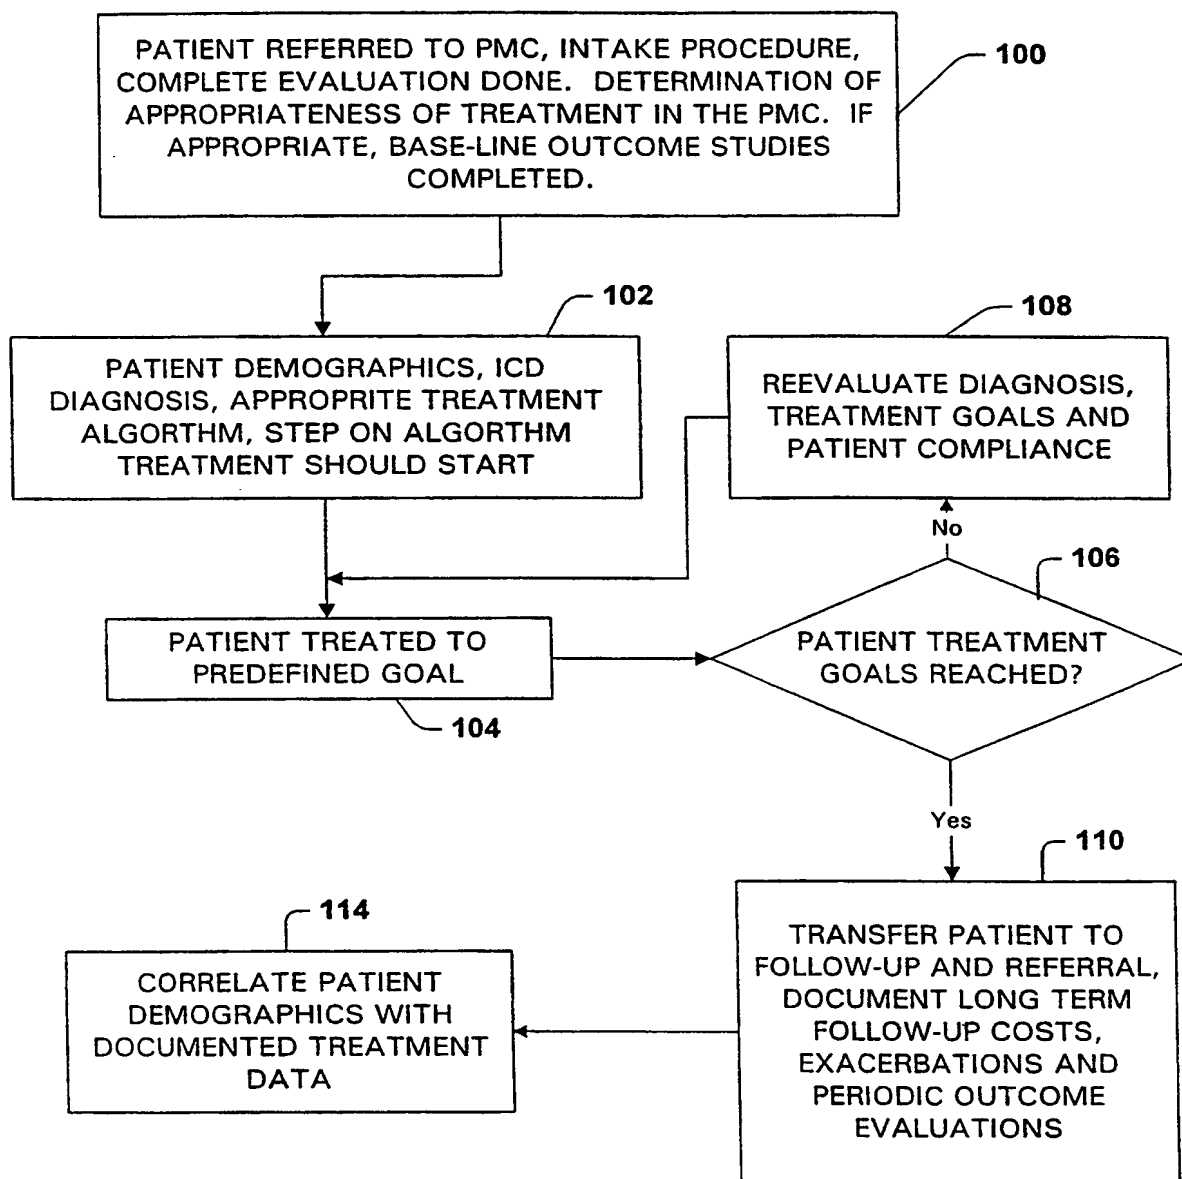 PATIENT REFERRED TO PMC, INTAKE PROCEDURE,
COMPLETE EVALUATION DONE. DETERMINATION OF
APPROPRIATENESS OF TREATMENT IN THE PMC. IF
APPROPRIATE, BASE-LINE OUTCOME STUDIES
COMPLETED.
100
102
PATIENT DEMOGRAPHICS, ICD
DIAGNOSIS, APPROPRITE TREATMENT
ALGORTHM, STEP ON ALGORTHM
TREATMENT SHOULD START
108
REEVALUATE DIAGNOSIS,
TREATMENT GOALS AND
PATIENT COMPLIANCE
No
106
PATIENT TREATED TO
PREDEFINED GOAL
104
PATIENT TREATMENT
GOALS REACHED?
Yes
110
TRANSFER PATIENT TO
FOLLOW-UP AND REFERRAL,
DOCUMENT LONG TERM
FOLLOW-UP COSTS,
EXACERBATIONS AND
PERIODIC OUTCOME
EVALUATIONS
114
CORRELATE PATIENT
DEMOGRAPHICS WITH
DOCUMENTED TREATMENT
DATA